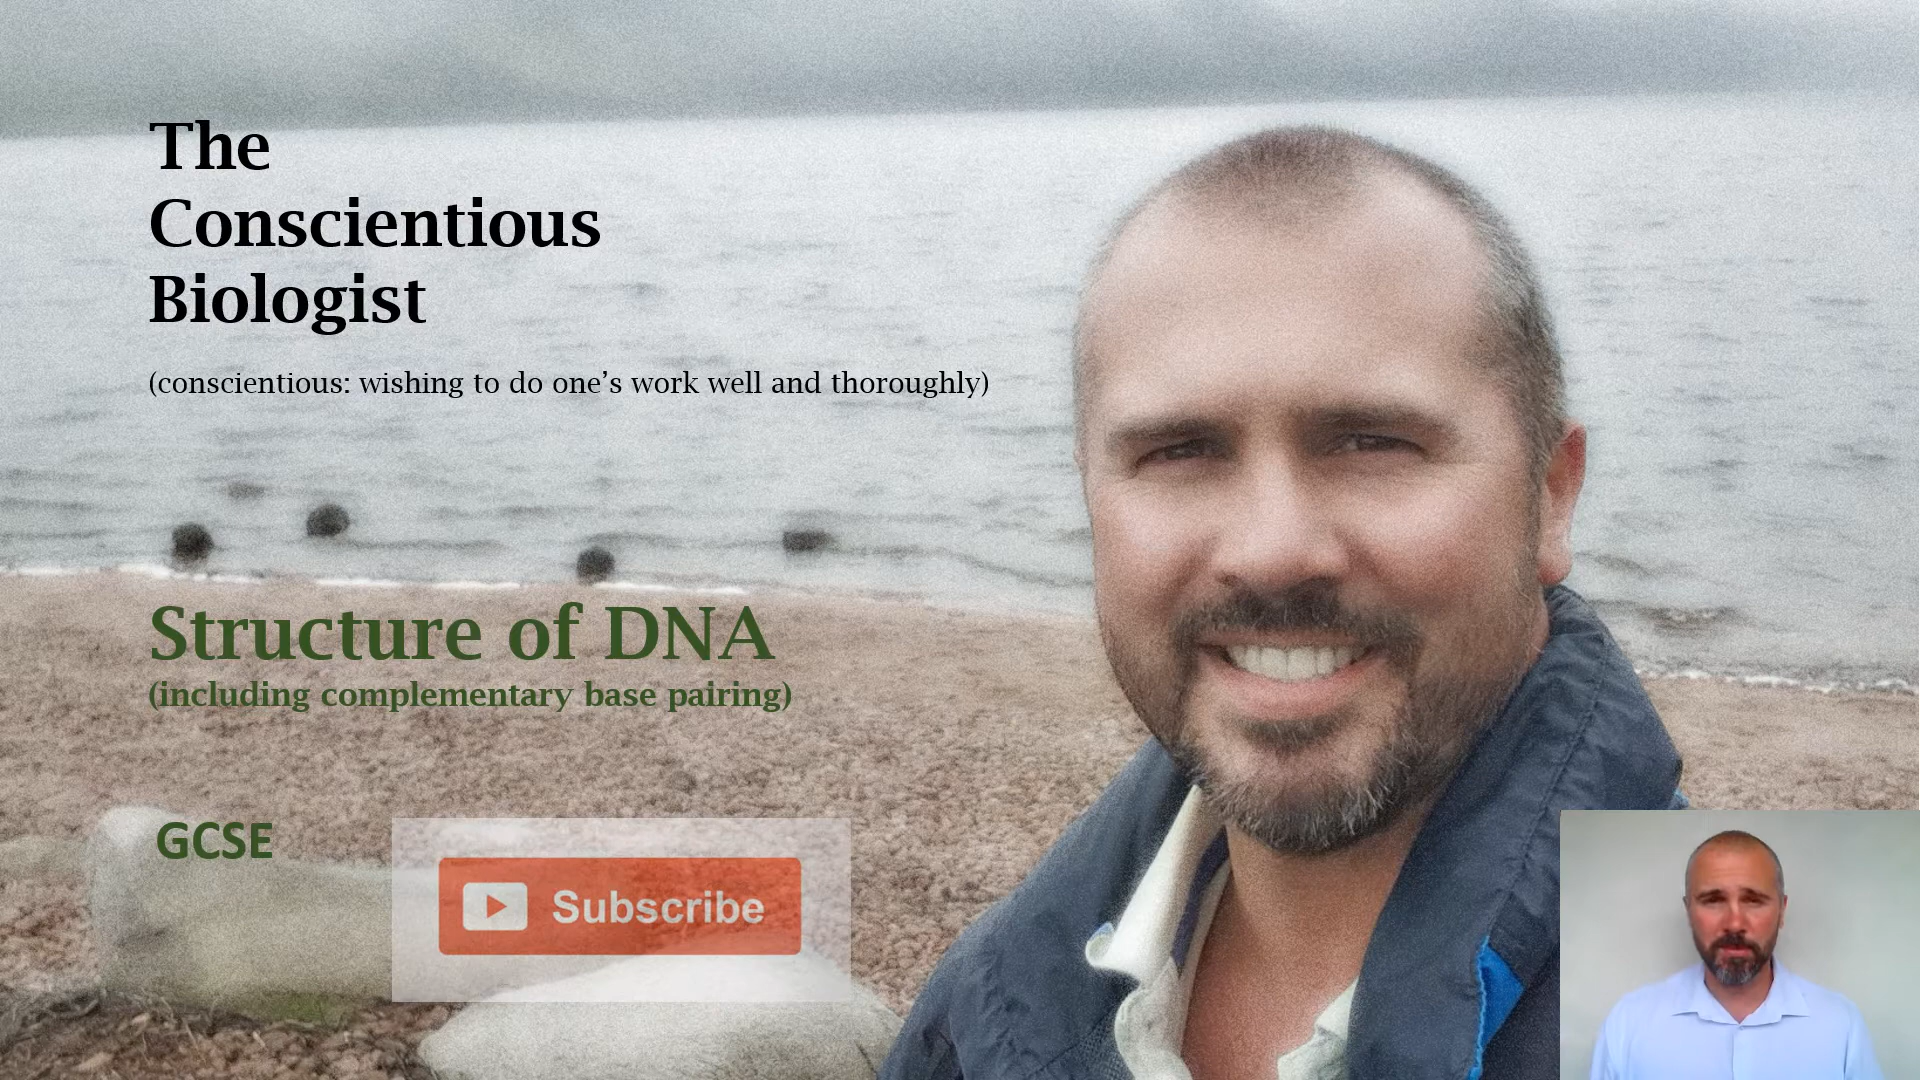 The
Conscientious
Biologist
(conscientious: wishing to do one’s work well and thoroughly)
Structure of DNA
(including complementary base pairing)
GCSE
Subscribe